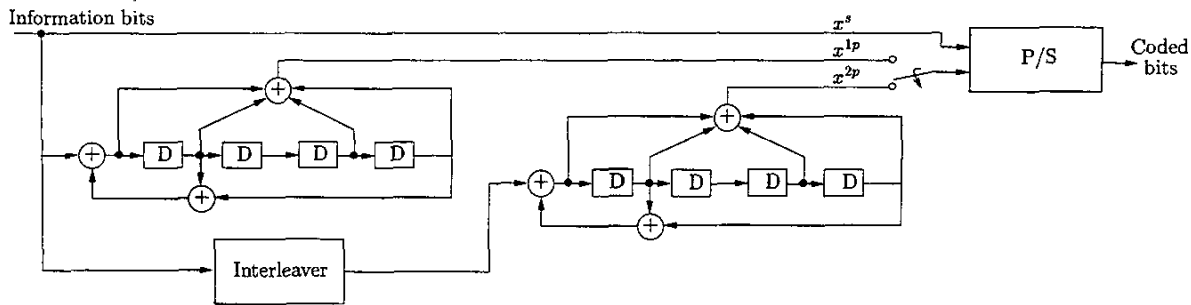 Information bits
x^s
x^{1p}
x^{2p}
P/S
Coded
bits
+
+
+
D
D
D
D
+
D
D
D
D
+
+
Interleaver